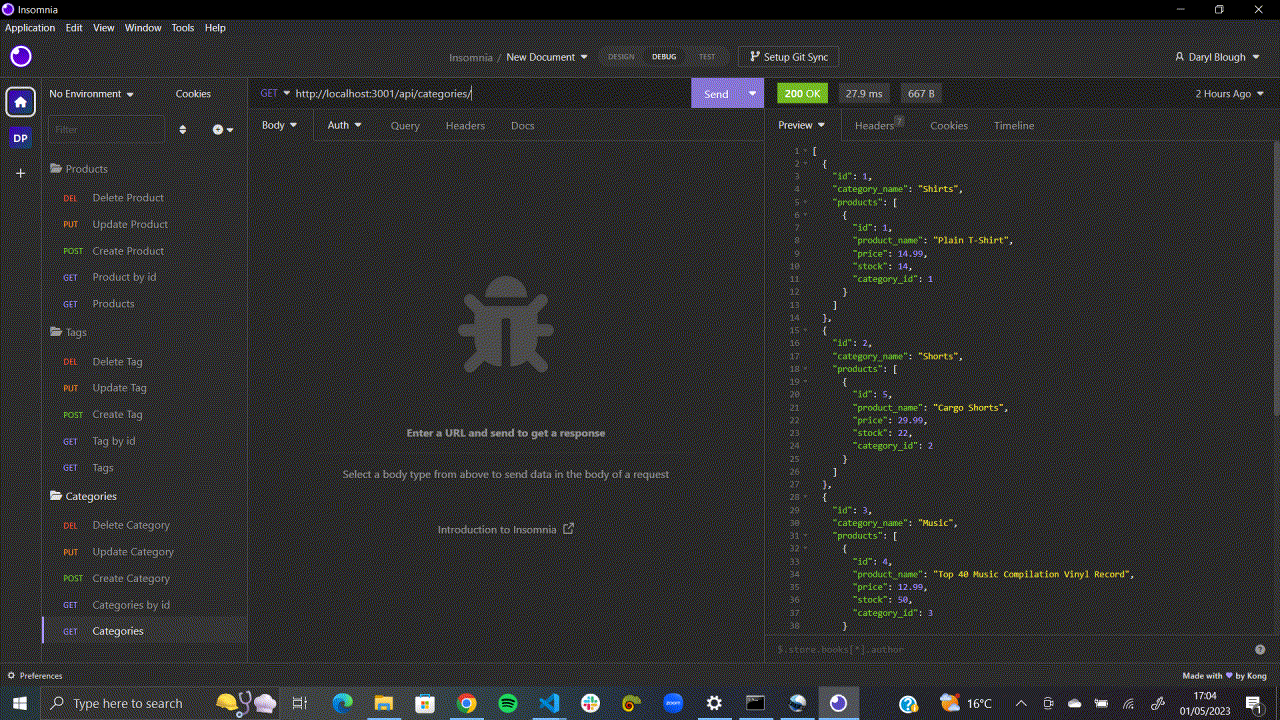 Insomnia
Application Edit View Window Tools Help
Insomnia / New Document DESIGN DEBUG TEST Setup Git Sync Daryl Blough
No Environment Cookies
GET http://localhost:3001/api/categories/ Send
200 OK 27.9 ms 667 B 2 Hours Ago
Filter
DP
Body Auth Query Headers Docs
Preview Headers 7 Cookies Timeline
Products
DEL Delete Product
PUT Update Product
POST Create Product
GET Product by id
GET Products
Tags
DEL Delete Tag
PUT Update Tag
POST Create Tag
GET Tag by id
GET Tags
Categories
DEL Delete Category
PUT Update Category
POST Create Category
GET Categories by id
GET Categories
Enter a URL and send to get a response
Select a body type from above to send data in the body of a request
Introduction to Insomnia
1 [
2 {
3 "id": 1,
4 "category_name": "Shirts",
5 "products": [
6 {
7 "id": 1,
8 "product_name": "Plain T-Shirt",
9 "price": 14.99,
10 "stock": 14,
11 "category_id": 1
12 }
13 ]
14 },
15 {
16 "id": 2,
17 "category_name": "Shorts",
18 "products": [
19 {
20 "id": 5,
21 "product_name": "Cargo Shorts",
22 "price": 29.99,
23 "stock": 22,
24 "category_id": 2
25 }
26 ]
27 },
28 {
29 "id": 3,
30 "category_name": "Music",
31 "products": [
32 {
33 "id": 4,
34 "product_name": "Top 40 Music Compilation Vinyl Record",
35 "price": 12.99,
36 "stock": 50,
37 "category_id": 3
38 }
$.store.books[*].author
Preferences
Made with by Kong
Type here to search
zoom
16°C
17:04
01/05/2023
1